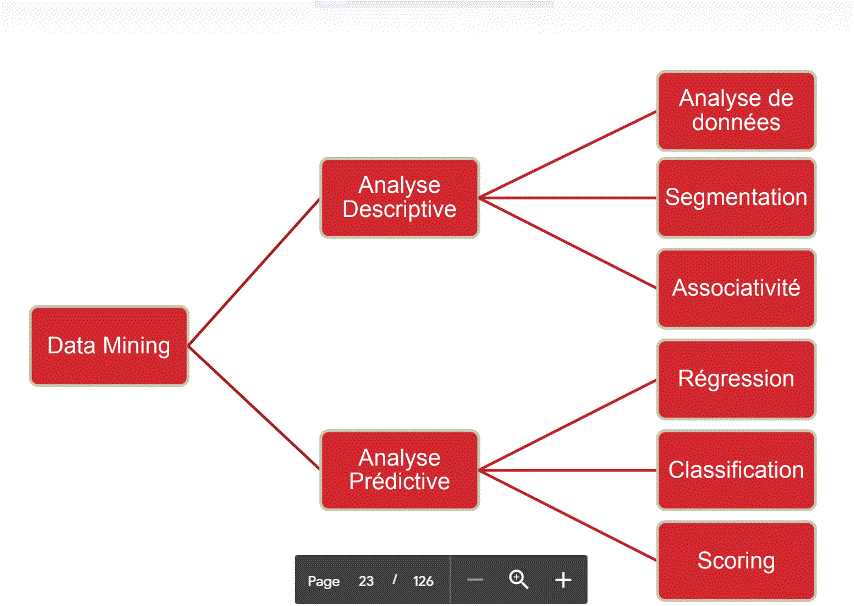 Analyse de
données
Analyse
Descriptive
Segmentation
Associativité
Data Mining
Régression
Analyse
Prédictive
Classification
Scoring
Page 23 / 126